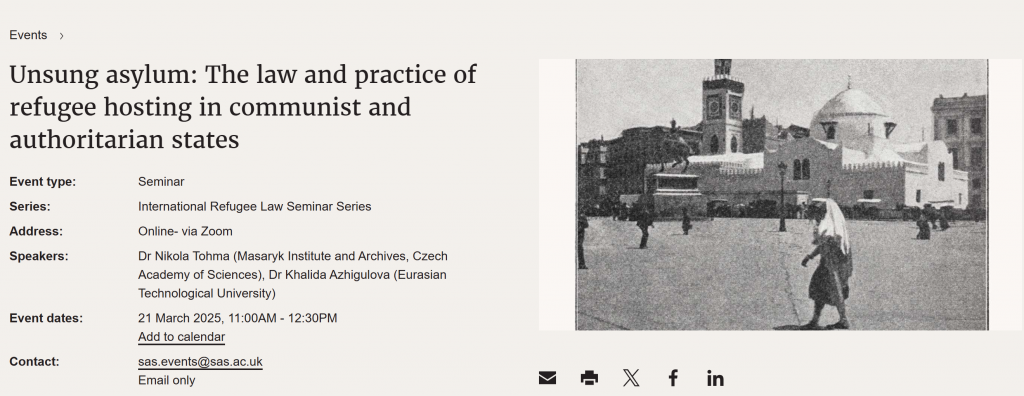 Events
Unsung asylum: The law and practice of
refugee hosting in communist and
authoritarian states
Event type: Seminar
Series: International Refugee Law Seminar Series
Address: Online- via Zoom
Speakers: Dr Nikola Tohma (Masaryk Institute and Archives, Czech
Academy of Sciences), Dr Khalida Azhigulova (Eurasian
Technological University)
Event dates: 21 March 2025, 11:00AM - 12:30PM
Add to calendar
Contact: sas.events@sas.ac.uk
Email only